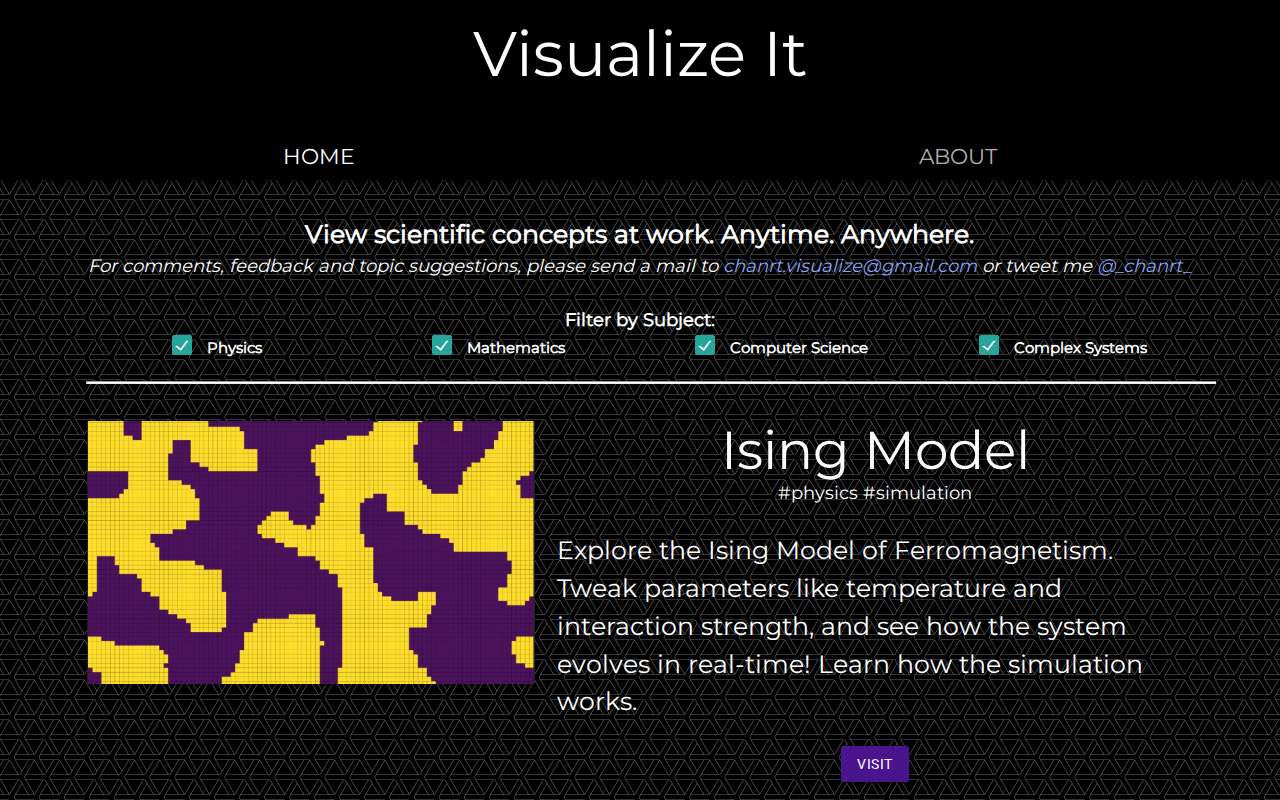 Visualize It
HOME
ABOUT
View scientific concepts at work. Anytime. Anywhere.
For comments, feedback and topic suggestions, please send a mail to chanrt.visualize@gmail.com or tweet me @_chanrt_
Filter by Subject:
Physics
Mathematics
Computer Science
Complex Systems
Ising Model
#physics #simulation
Explore the Ising Model of Ferromagnetism.
Tweak parameters like temperature and
interaction strength, and see how the system
evolves in real-time! Learn how the simulation
works.
VISIT